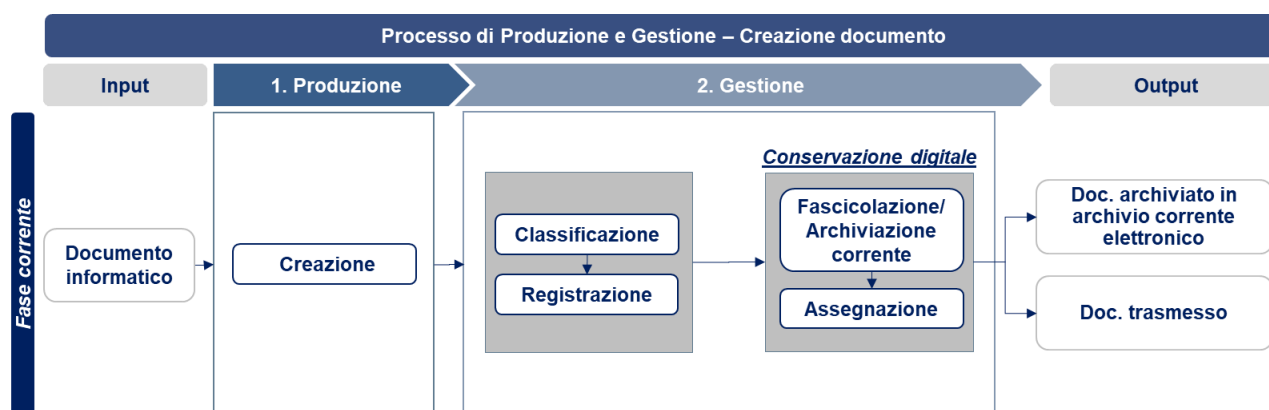 Processo di Produzione e Gestione – Creazione documento
Input
1. Produzione
2. Gestione
Output
Fase corrente
Documento
informatico
Creazione
Classificazione
Registrazione
Conservazione digitale
Fascicolazione/
Archiviazione
corrente
Assegnazione
Doc. archiviato in
archivio corrente
elettronico
Doc. trasmesso